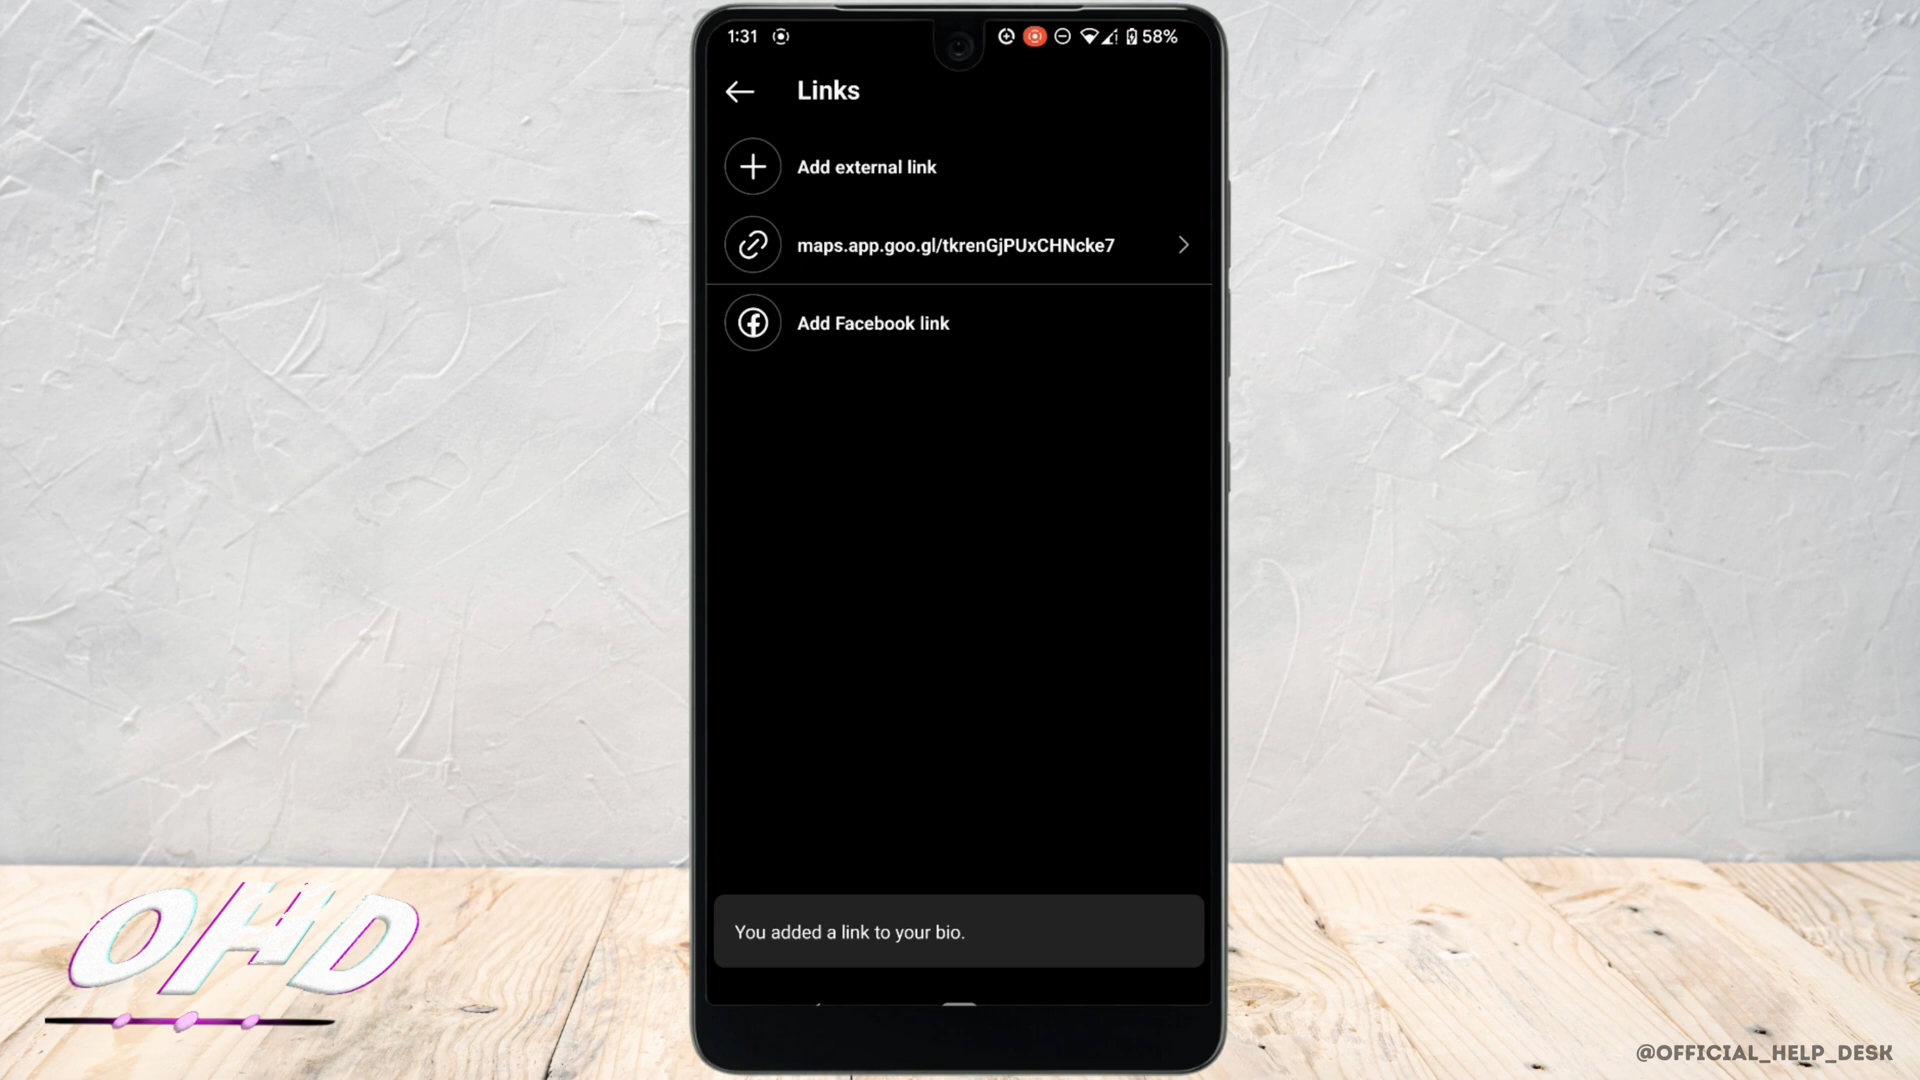 1:31 58%
Links
Add external link
maps.app.goo.gl/tkrenGjPUxCHNcke7
Add Facebook link
You added a link to your bio.
OHD
@OFFICIAL_HELP_DESK